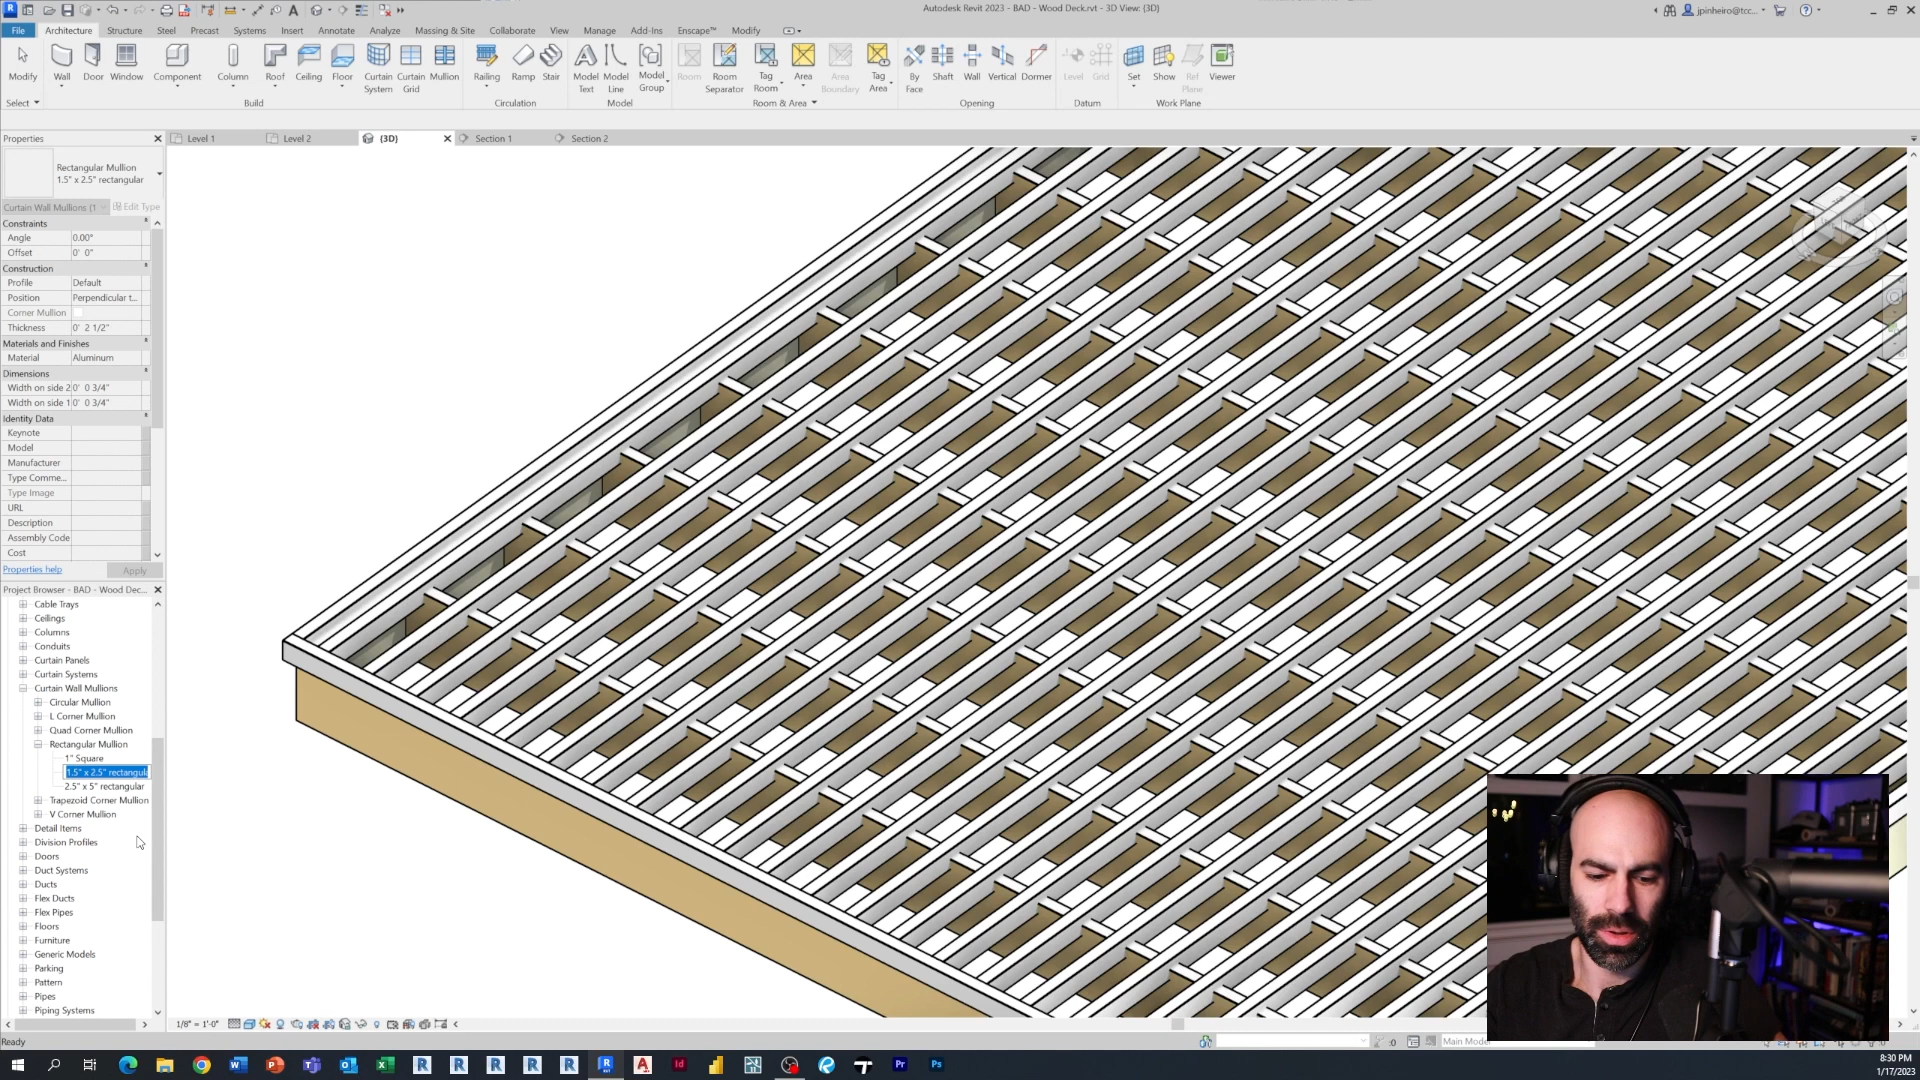 Autodesk Revit 2023 - BAD - Wood Deck.rvt - 3D View: {3D}
jpinheiro@tcc...
File Architecture Structure Steel Precast Systems Insert Annotate Analyze Massing & Site Collaborate View Manage Add-Ins Enscape™ Modify
Modify Wall Door Window Component Column Roof Ceiling Floor Curtain System Curtain Grid Mullion Railing Ramp Stair Model Text Model Line Model Group Room Room Separator Tag Room Area Area Boundary Tag Area By Face Shaft Wall Vertical Dormer Level Grid Set Show Ref Plane Viewer
Select Build Circulation Model Room & Area Opening Datum Work Plane
Properties
Level 1 Level 2 {3D} Section 1 Section 2
Rectangular Mullion
1.5" x 2.5" rectangular
Curtain Wall Mullions (1 Edit Type
Constraints
Angle 0.00°
Offset 0' 0"
Construction
Profile Default
Position Perpendicular t...
Corner Mullion
Thickness 0' 2 1/2"
Materials and Finishes
Material Aluminum
Dimensions
Width on side 2 0' 0 3/4"
Width on side 1 0' 0 3/4"
Identity Data
Keynote
Model
Manufacturer
Type Comme...
Type Image
URL
Description
Assembly Code
Cost
Properties help Apply
Project Browser - BAD - Wood Dec...
Cable Trays
Ceilings
Columns
Conduits
Curtain Panels
Curtain Systems
Curtain Wall Mullions
Circular Mullion
L Corner Mullion
Quad Corner Mullion
Rectangular Mullion
1" Square
1.5" x 2.5" rectangula
2.5" x 5" rectangular
Trapezoid Corner Mullion
V Corner Mullion
Detail Items
Division Profiles
Doors
Duct Systems
Ducts
Flex Ducts
Flex Pipes
Floors
Furniture
Generic Models
Parking
Pattern
Pipes
Piping Systems
1/8" = 1'-0"
Ready
:0 Main Model
8:30 PM
1/17/2023